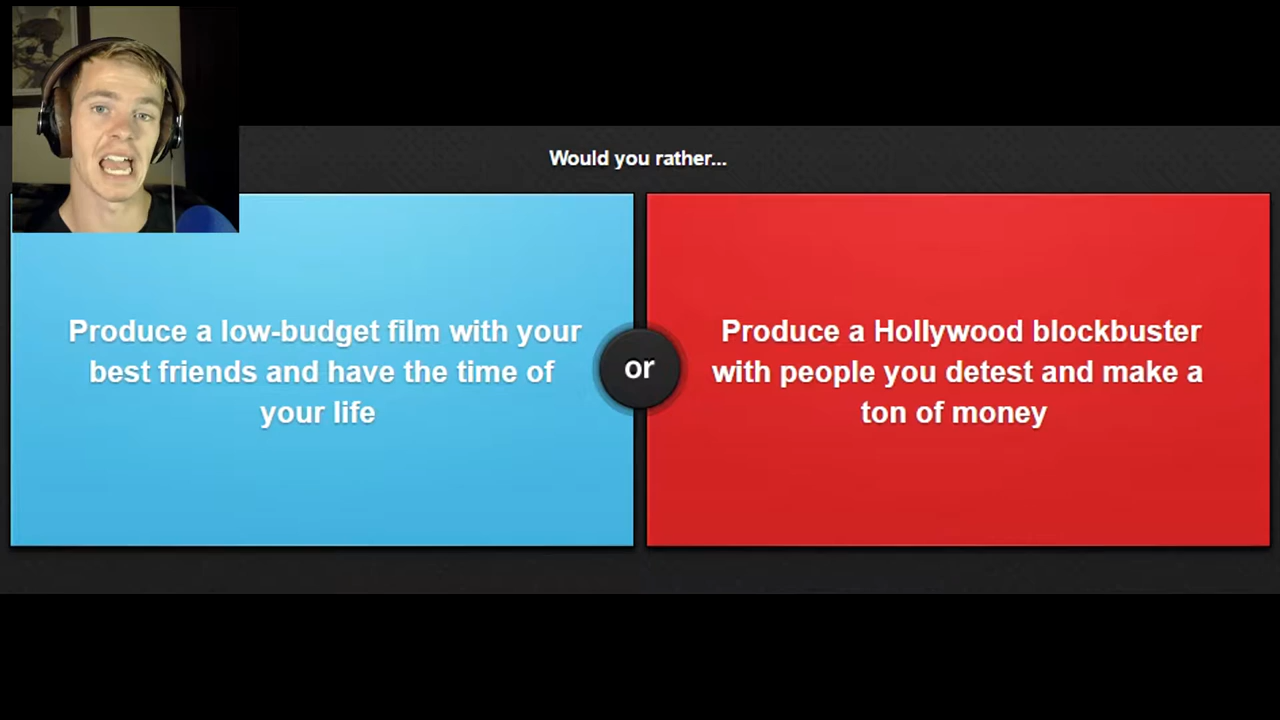 Would you rather...
Produce a low-budget film with your
best friends and have the time of
your life
or
Produce a Hollywood blockbuster
with people you detest and make a
ton of money